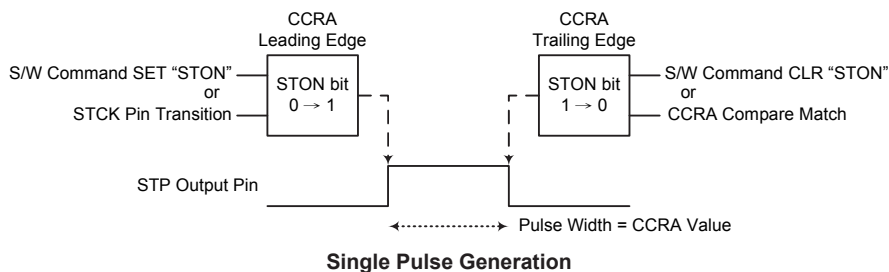 CCRA
Leading Edge
CCRA
Trailing Edge
S/W Command SET “STON”
or
STCK Pin Transition
STON bit
0 → 1
STON bit
1 → 0
S/W Command CLR “STON”
or
CCRA Compare Match
STP Output Pin
Pulse Width = CCRA Value
Single Pulse Generation